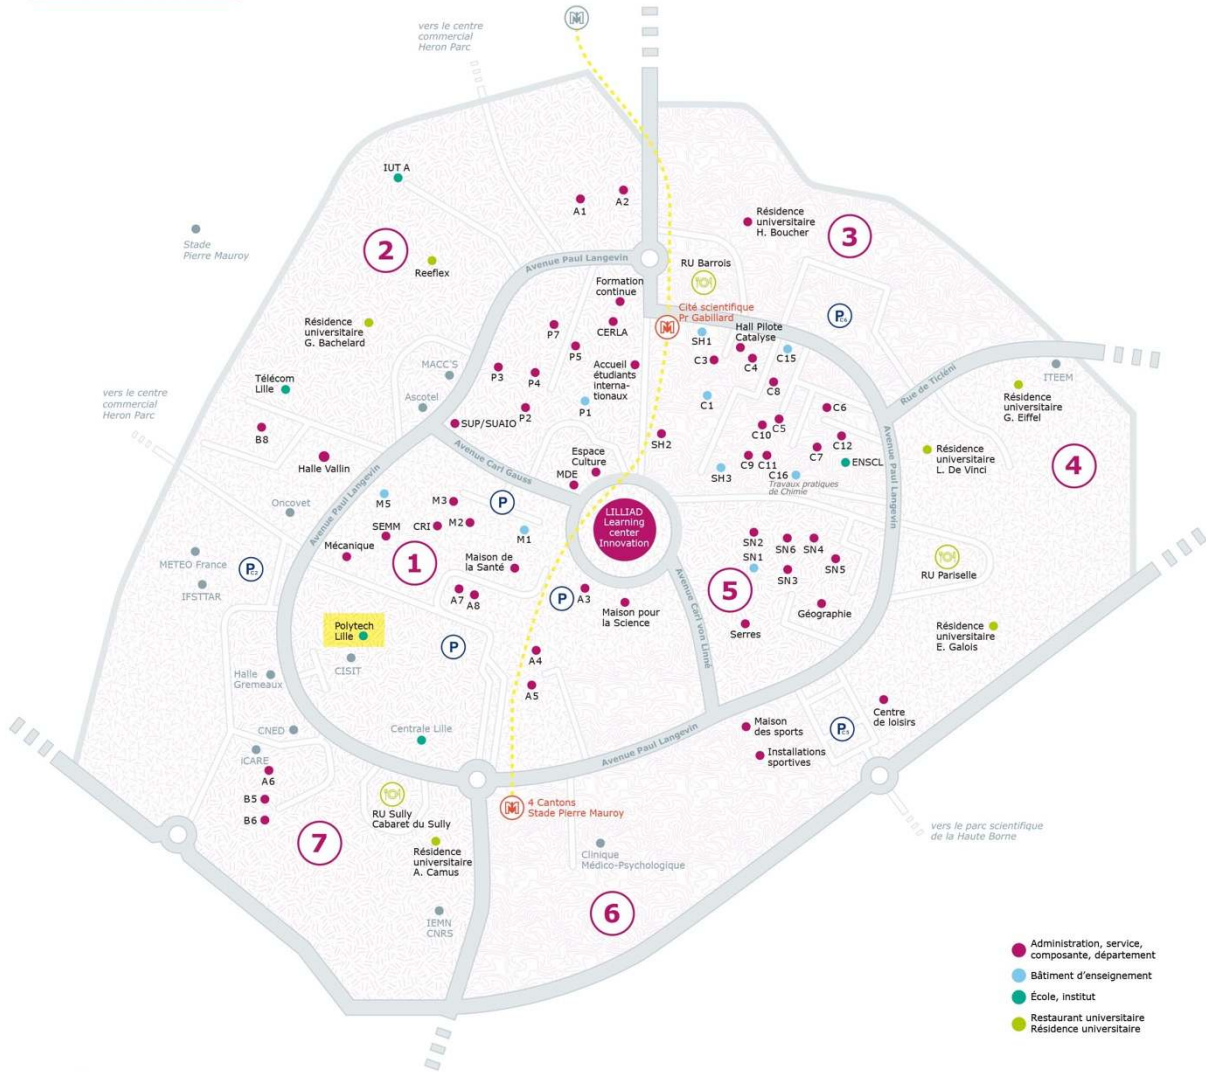 vers le centre
commercial
Heron Parc
IUT A
A1
A2
Résidence
universitaire
H. Boucher
3
Stade
Pierre Mauroy
2
Reeflex
Avenue Paul Langevin
RU Barrois
Formation
continue
Cité scientifique
Pr Gabillard
CERLA
Résidence
universitaire
G. Bachelard
P7
P5
SH1
Hall Pilote
Catalyse
C15
C3
C4
MACC'S
P3
P4
Accueil
étudiants
interna-
tionaux
C8
Rue de Ticléni
ITEEM
Télécom
Lille
vers le centre
commercial
Heron Parc
Ascotel
P2
P1
C1
C6
Résidence
universitaire
G. Eiffel
SUP/SUAIO
B8
SH2
C10
C5
C12
Avenue Paul Langevin
Halle Vallin
Avenue Carl Gauss
Espace
Culture
MDE
SH3
C9
C11
C7
ENSCL
C16
Travaux pratiques
de Chimie
Résidence
universitaire
L. De Vinci
4
Avenue Paul Langevin
Oncovet
M5
M3
P
LILLIAD
Learning
center
Innovation
SEMM
CRI
M2
M1
SN2
SN1
SN6
SN4
Mécanique
1
METEO France
Maison de
la Santé
SN3
SN5
RU Pariselle
IFSTTAR
A7
A8
P
A3
Maison pour
la Science
Avenue Carl von Linné
5
Géographie
Serres
Polytech
Lille
P
Résidence
universitaire
E. Galois
CISIT
A4
Halle
Gremeaux
A5
Centre
de loisirs
CNED
Centrale Lille
Avenue Paul Langevin
Maison
des sports
iCARE
Installations
sportives
A6
B5
B6
RU Sully
Cabaret du Sully
4 Cantons
Stade Pierre Mauroy
7
Résidence
universitaire
A. Camus
Clinique
Médico-Psychologique
vers le parc scientifique
de la Haute Borne
IEMN
CNRS
6
Administration, service,
composante, département
Bâtiment d'enseignement
École, institut
Restaurant universitaire
Résidence universitaire